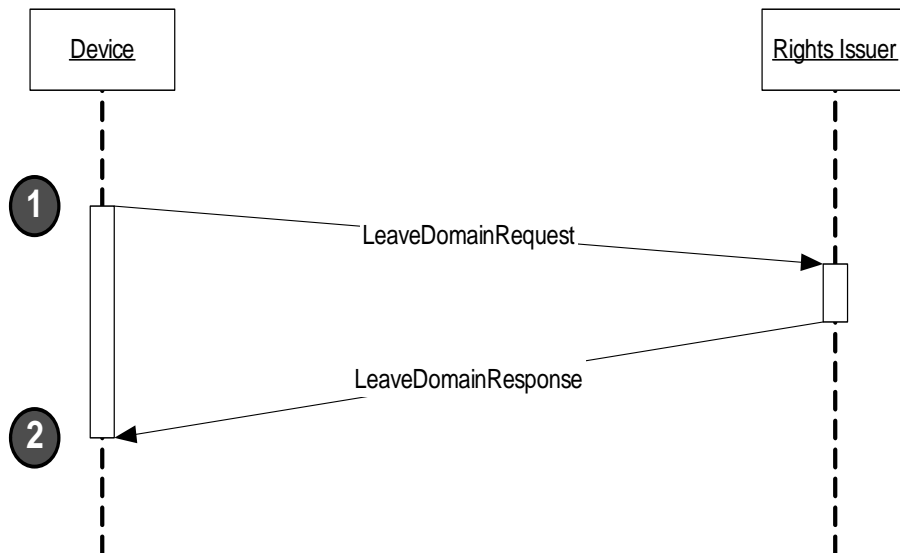 Device
Rights Issuer
1
LeaveDomainRequest
LeaveDomainResponse
2